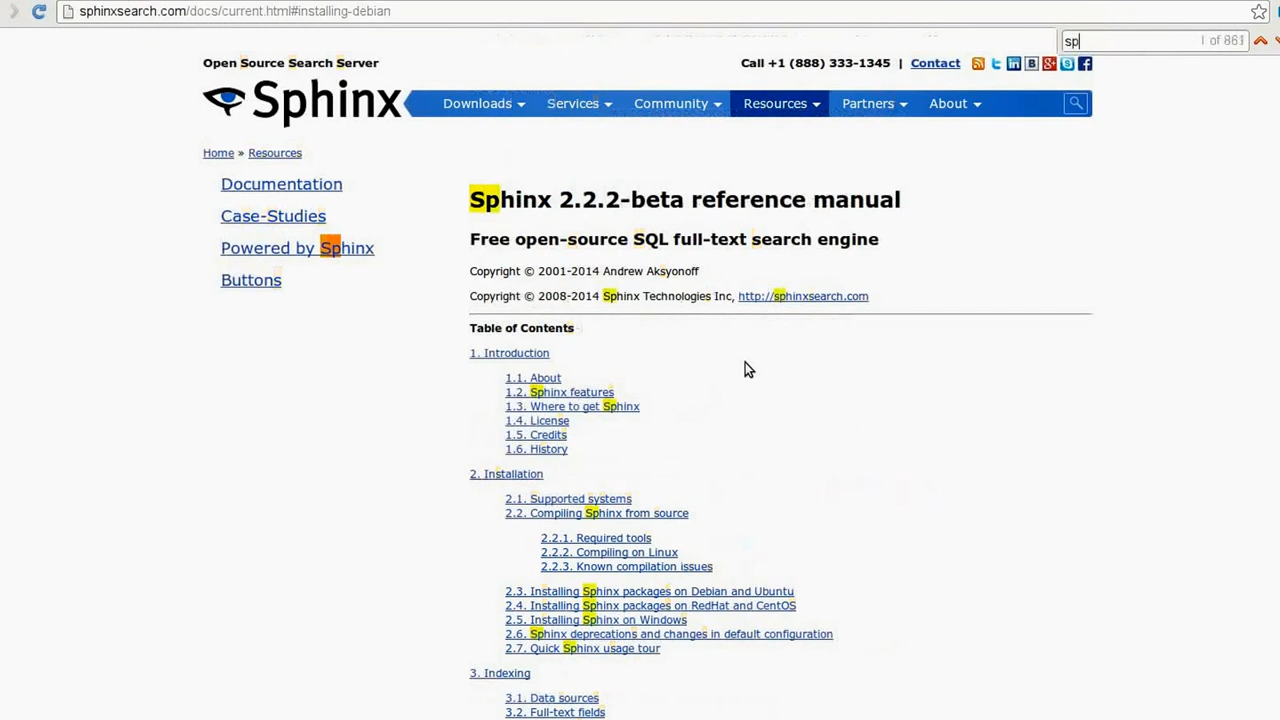 sphinxsearch.com/docs/current.html#installing-debian
sp
1 of 861
Open Source Search Server
Call +1 (888) 333-1345 | Contact
Sphinx
Downloads Services Community Resources Partners About
Home » Resources
Documentation
Case-Studies
Powered by Sphinx
Buttons
Sphinx 2.2.2-beta reference manual
Free open-source SQL full-text search engine
Copyright © 2001-2014 Andrew Aksyonoff
Copyright © 2008-2014 Sphinx Technologies Inc, http://sphinxsearch.com
Table of Contents
1. Introduction
1.1. About
1.2. Sphinx features
1.3. Where to get Sphinx
1.4. License
1.5. Credits
1.6. History
2. Installation
2.1. Supported systems
2.2. Compiling Sphinx from source
2.2.1. Required tools
2.2.2. Compiling on Linux
2.2.3. Known compilation issues
2.3. Installing Sphinx packages on Debian and Ubuntu
2.4. Installing Sphinx packages on RedHat and CentOS
2.5. Installing Sphinx on Windows
2.6. Sphinx deprecations and changes in default configuration
2.7. Quick Sphinx usage tour
3. Indexing
3.1. Data sources
3.2. Full-text fields